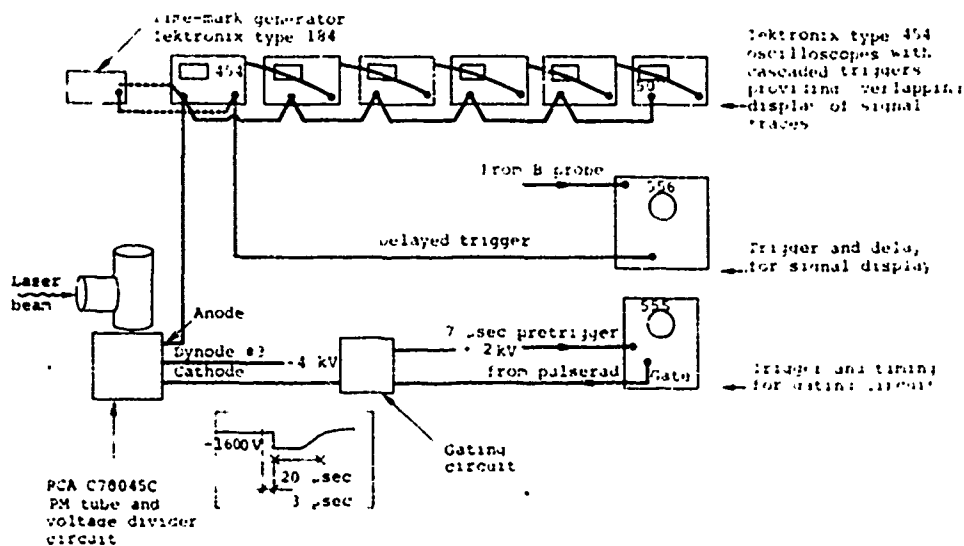 Time-mark generator
Tektronix type 184
454
50
Tektronix type 454
oscilloscopes with
cascaded triggers
providing overlapping
display of signal
traces
From B probe
556
Delayed trigger
Trigger and delay
for signal display
Laser
beam
Anode
555
7 μsec pretrigger
+ 2 kV
Dynode #3
-4 kV
Cathode
from pulserad
Gate
Trigger and timing
for gating circuit
-1600 V
20 μsec
3 μsec
Gating
circuit
RCA C70045C
PM tube and
voltage divider
circuit